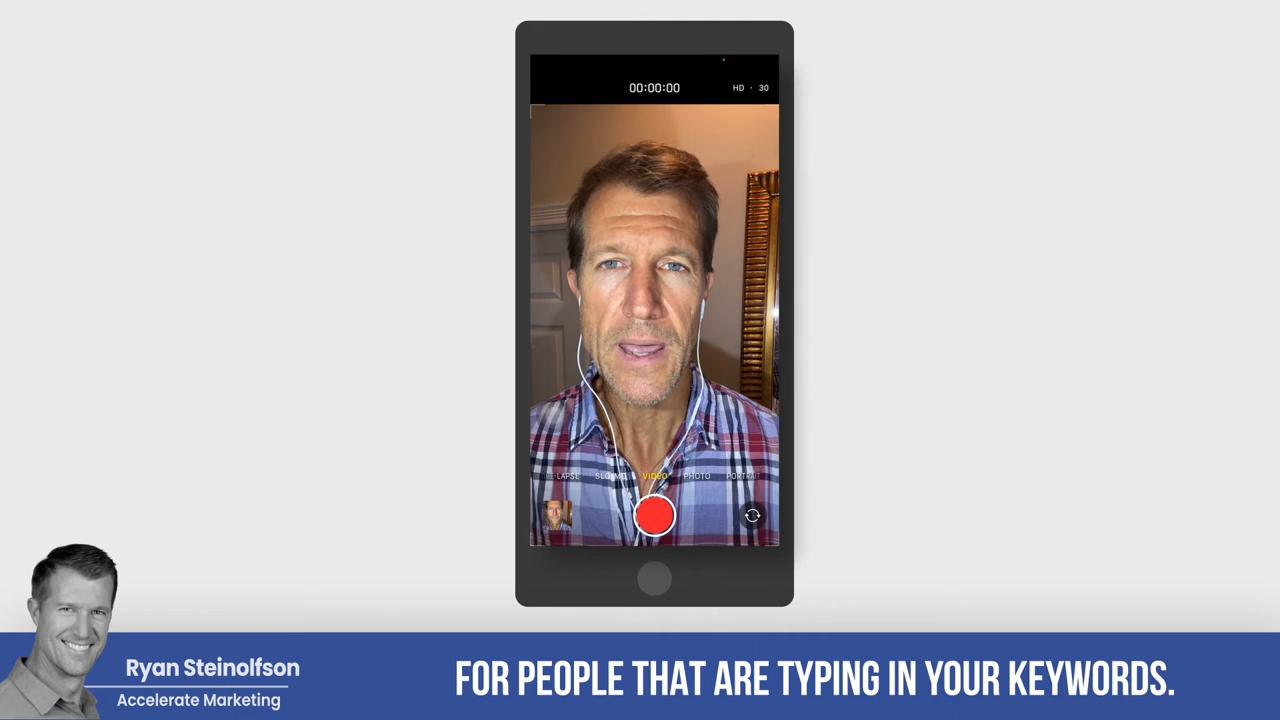 00:00:00
HD · 30
E-LAPSE SLO-MO VIDEO PHOTO PORTRAIT
Ryan Steinolfson
Accelerate Marketing
FOR PEOPLE THAT ARE TYPING IN YOUR KEYWORDS.